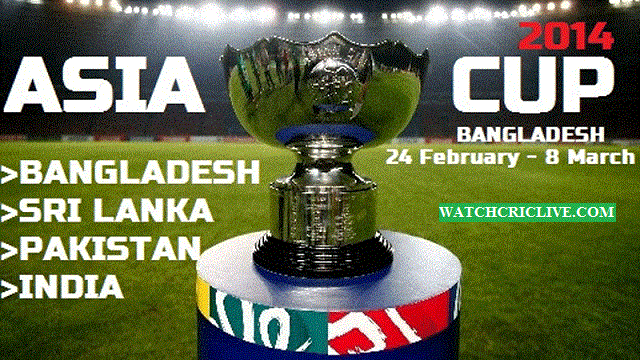 2014
ASIA CUP
BANGLADESH
24 February - 8 March
>BANGLADESH
>SRI LANKA
>PAKISTAN
>INDIA
WATCHCRICLIVE.COM